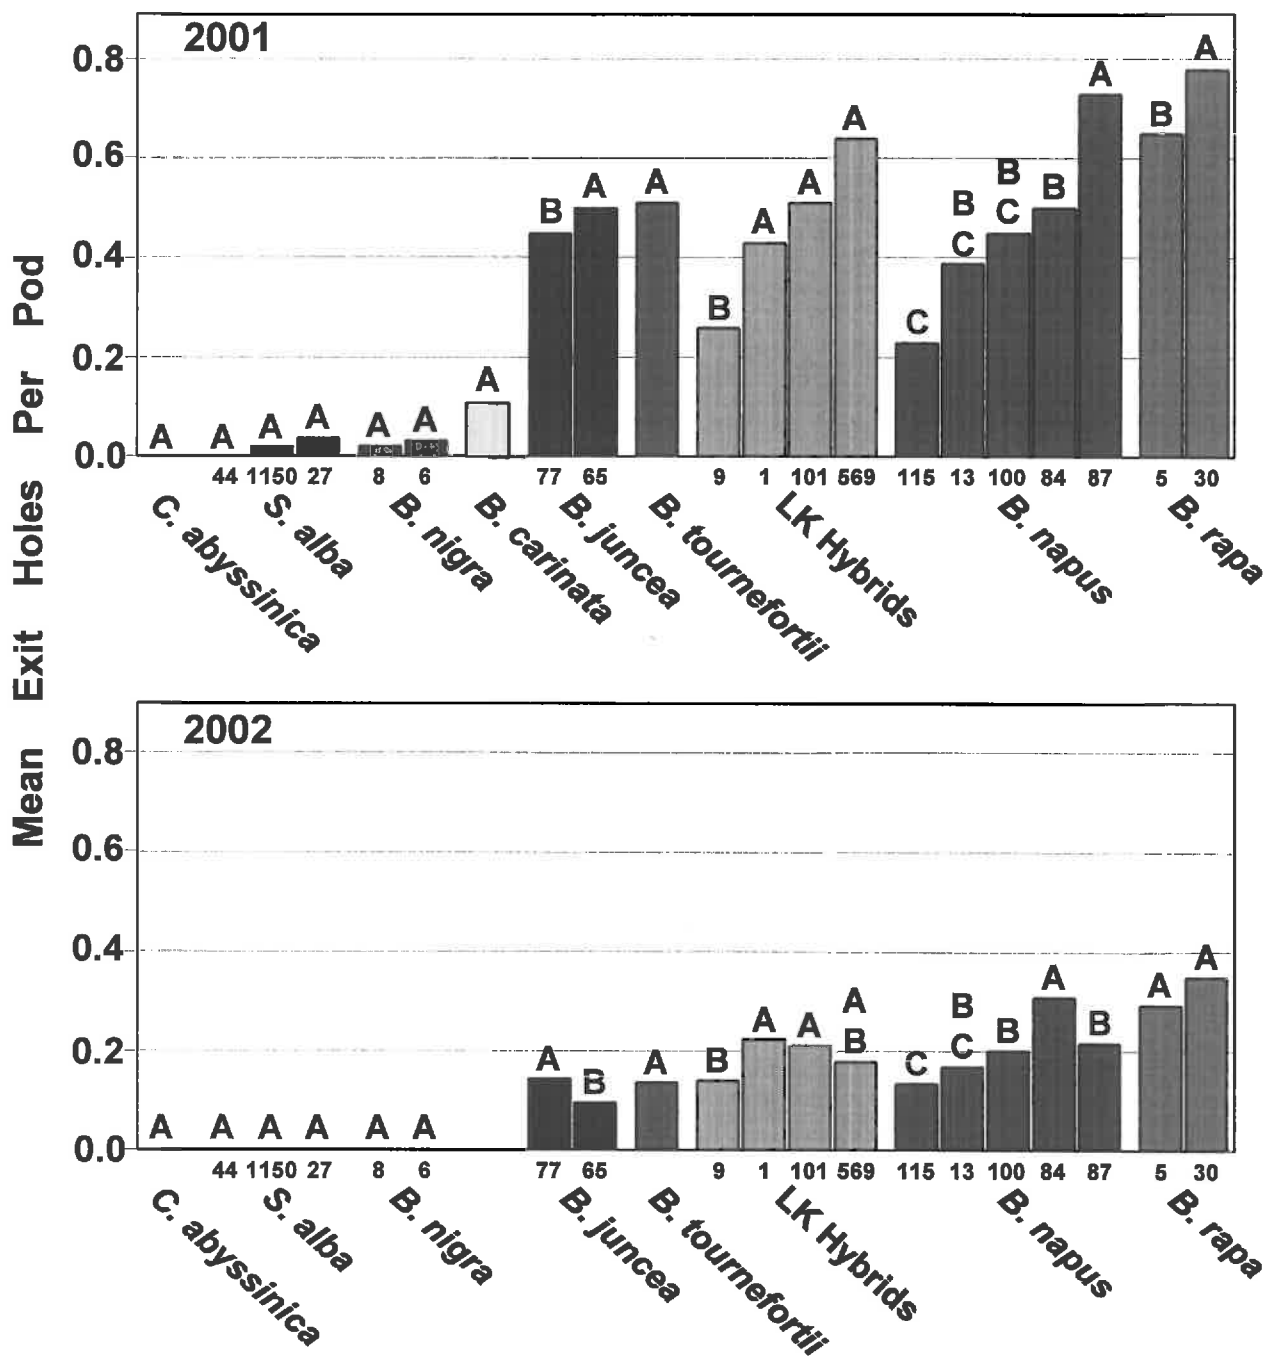 Mean Exit Holes Per Pod
2001
0.8
0.6
0.4
0.2
0.0
A A A A A A A B A A B A A A C B C B C B A B A
44 1150 27 8 6 77 65 9 1 101 569 115 13 100 84 87 5 30
C. abyssinica
S. alba
B. nigra
B. carinata
B. juncea
B. tournefortii
LK Hybrids
B. napus
B. rapa
2002
0.8
0.6
0.4
0.2
0.0
A A A A A A A B A B A A A B C B C B A B A A
44 1150 27 8 6 77 65 9 1 101 569 115 13 100 84 87 5 30
C. abyssinica
S. alba
B. nigra
B. juncea
B. tournefortii
LK Hybrids
B. napus
B. rapa